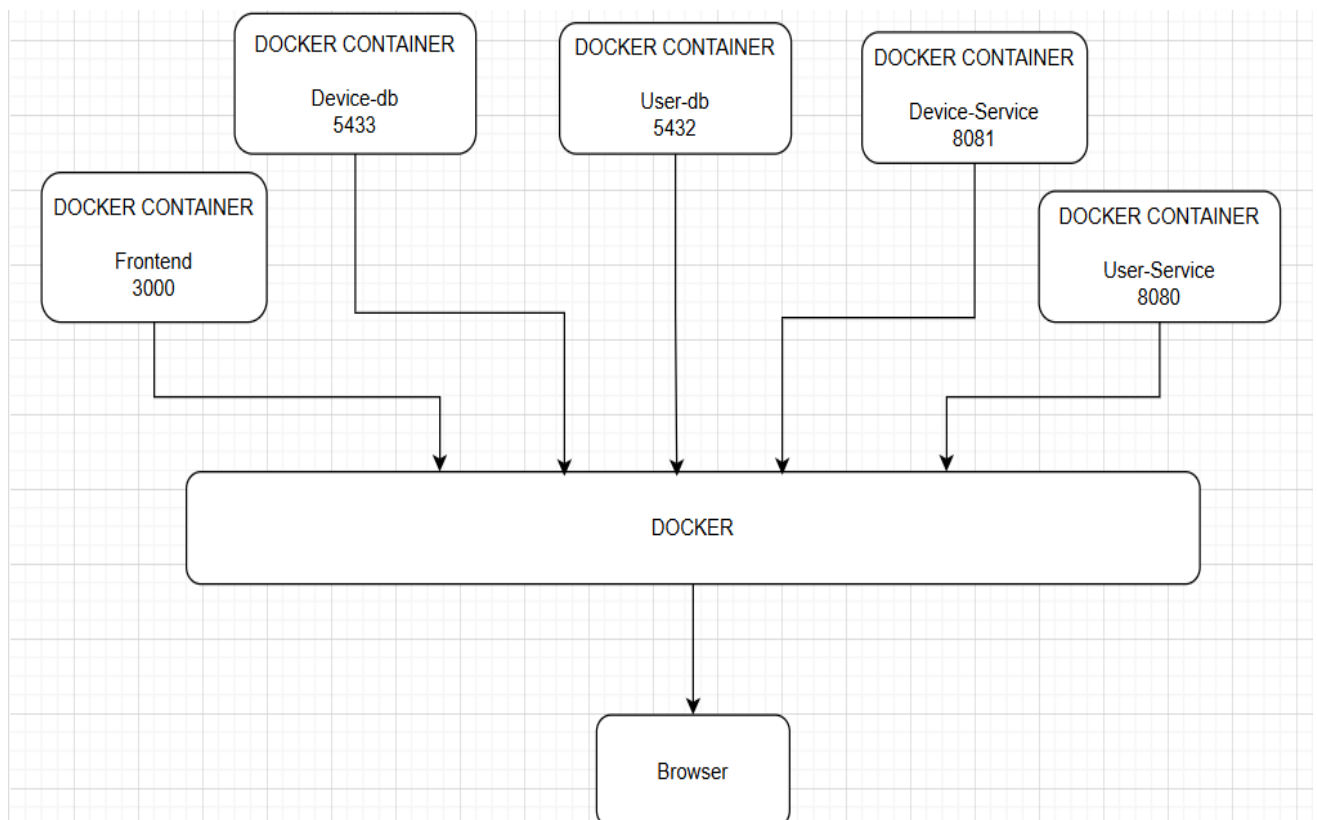 DOCKER CONTAINER
Device-db
5433
DOCKER CONTAINER
User-db
5432
DOCKER CONTAINER
Device-Service
8081
DOCKER CONTAINER
Frontend
3000
DOCKER CONTAINER
User-Service
8080
DOCKER
Browser